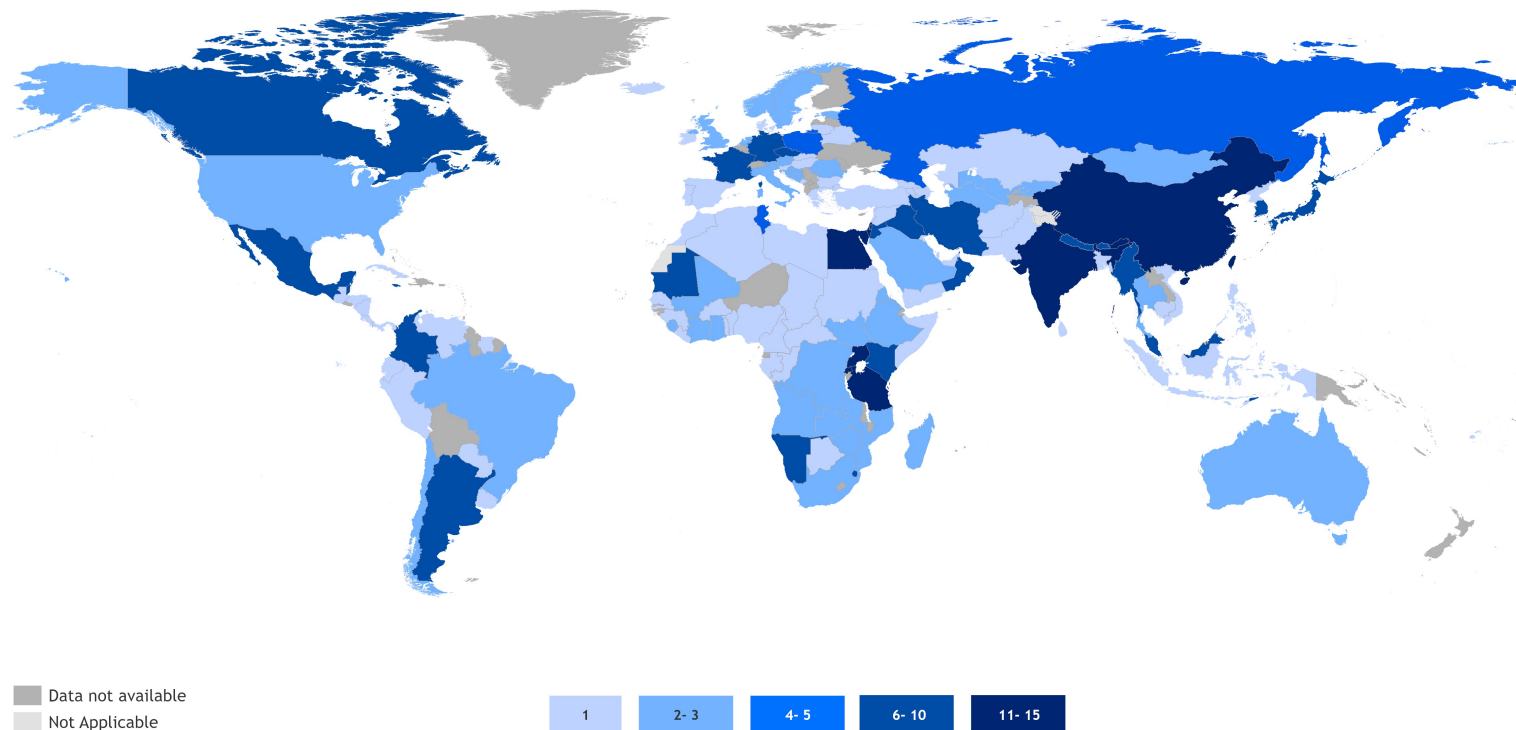 Data not available
Not Applicable
1
2- 3
4- 5
6- 10
11- 15